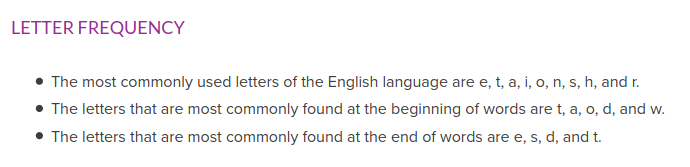 LETTER FREQUENCY
• The most commonly used letters of the English language are e, t, a, i, o, n, s, h, and r.
• The letters that are most commonly found at the beginning of words are t, a, o, d, and w.
• The letters that are most commonly found at the end of words are e, s, d, and t.